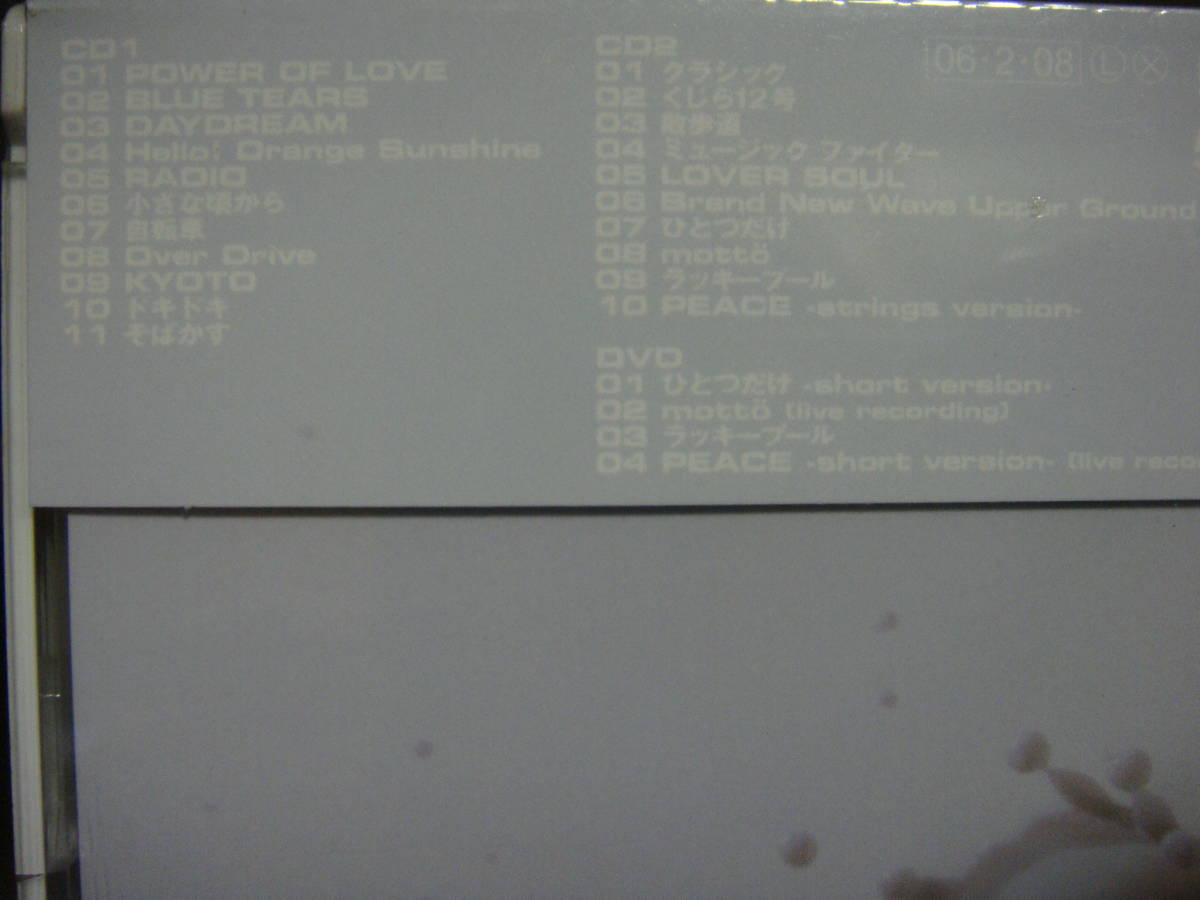 CD1
01 POWER OF LOVE
02 BLUE TEARS
03 DAYDREAM
04 Hello! Orange Sunshine
05 RADIO
06 小さな頃から
07 自転車
08 Over Drive
09 KYOTO
10 ドキドキ
11 そばかす
CD2
01 クラシック
02 くじら12号
03 散歩道
04 ミュージック ファイター
05 LOVER SOUL
06 Brand New Wave Upper Ground
07 ひとつだけ
08 mottö
09 ラッキープール
10 PEACE -strings version-
DVD
01 ひとつだけ -short version-
02 mottö [live recording]
03 ラッキープール
04 PEACE -short version- [live reco
06・2・08 Ⓛ Ⓧ